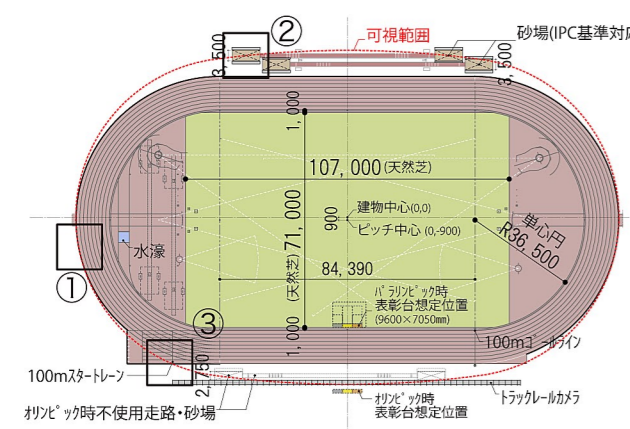 ②
可視範囲
砂場(IPC基準対応
3,500
3,500
1,000
107,000(天然芝)
71,000
(天然芝)
900
建物中心(0,0)
ピッチ中心 (0,-900)
単心円
R36,500
水濠
84,390
①
パラリンピック時
表彰台想定位置
(9600×7050mm)
③
1,000
100mゴールライン
100mスタートレーン
2,750
オリンピック時不使用走路・砂場
オリンピック時
表彰台想定位置
トラックレールカメラ